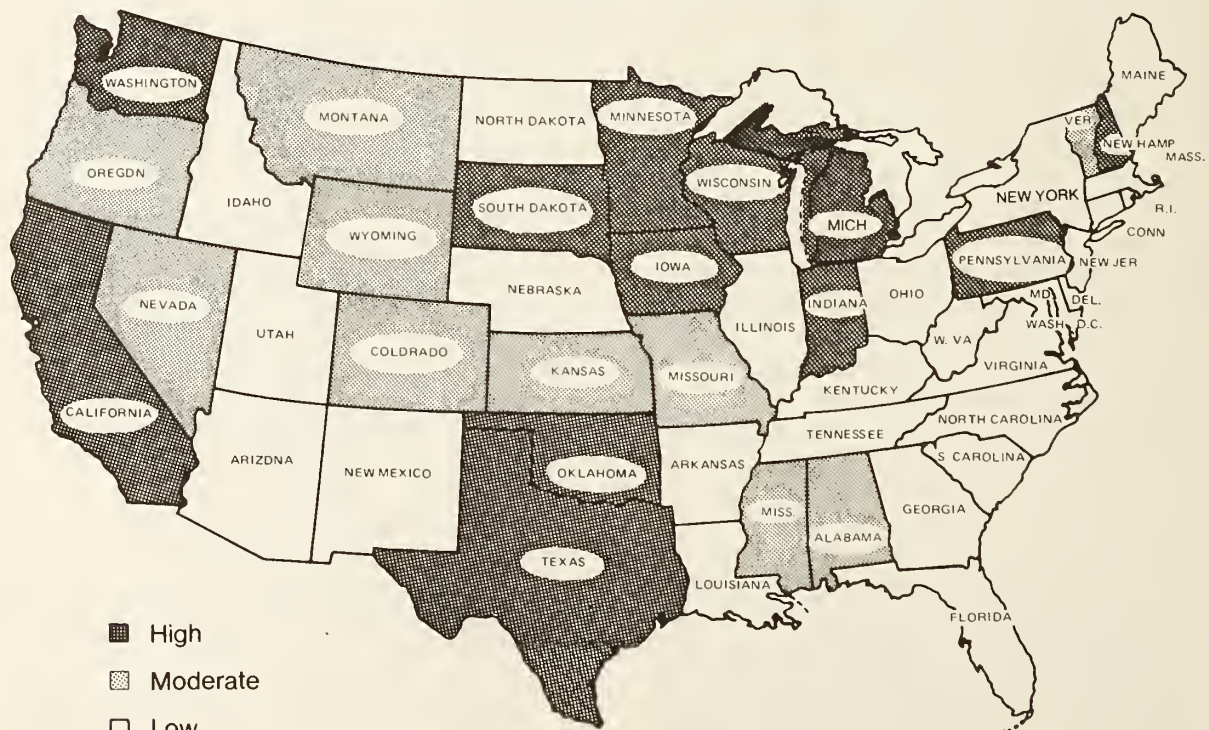 WASHINGTON
MONTANA
NORTH DAKOTA
MINNESOTA
MAINE
VER
NEW HAMP
MASS.
OREGDN
IDAHO
SOUTH DAKOTA
WISCONSIN
MICH
NEW YORK
R.I.
CONN
WYOMING
IOWA
PENNSYLVANIA
NEW JER
NEVADA
UTAH
NEBRASKA
ILLINOIS
INDIANA
OHIO
MD
DEL.
WASH D.C.
W. VA
VIRGINIA
COLDRADO
KANSAS
MISSOURI
KENTUCKY
CALIFORNIA
NORTH CAROLINA
TENNESSEE
ARIZDNA
NEW MEXICO
OKLAHOMA
ARKANSAS
S CAROLINA
MISS.
ALABAMA
GEORGIA
TEXAS
LOUISIANA
FLORIDA
High
Moderate
Low